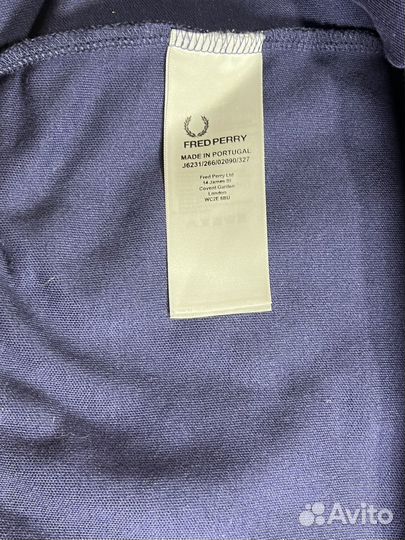 FRED PERRY
MADE IN PORTUGAL
J6231/266/02090/327
Fred Perry Ltd
14 James St
Covent Garden
London
WC2E 8BU
Avito